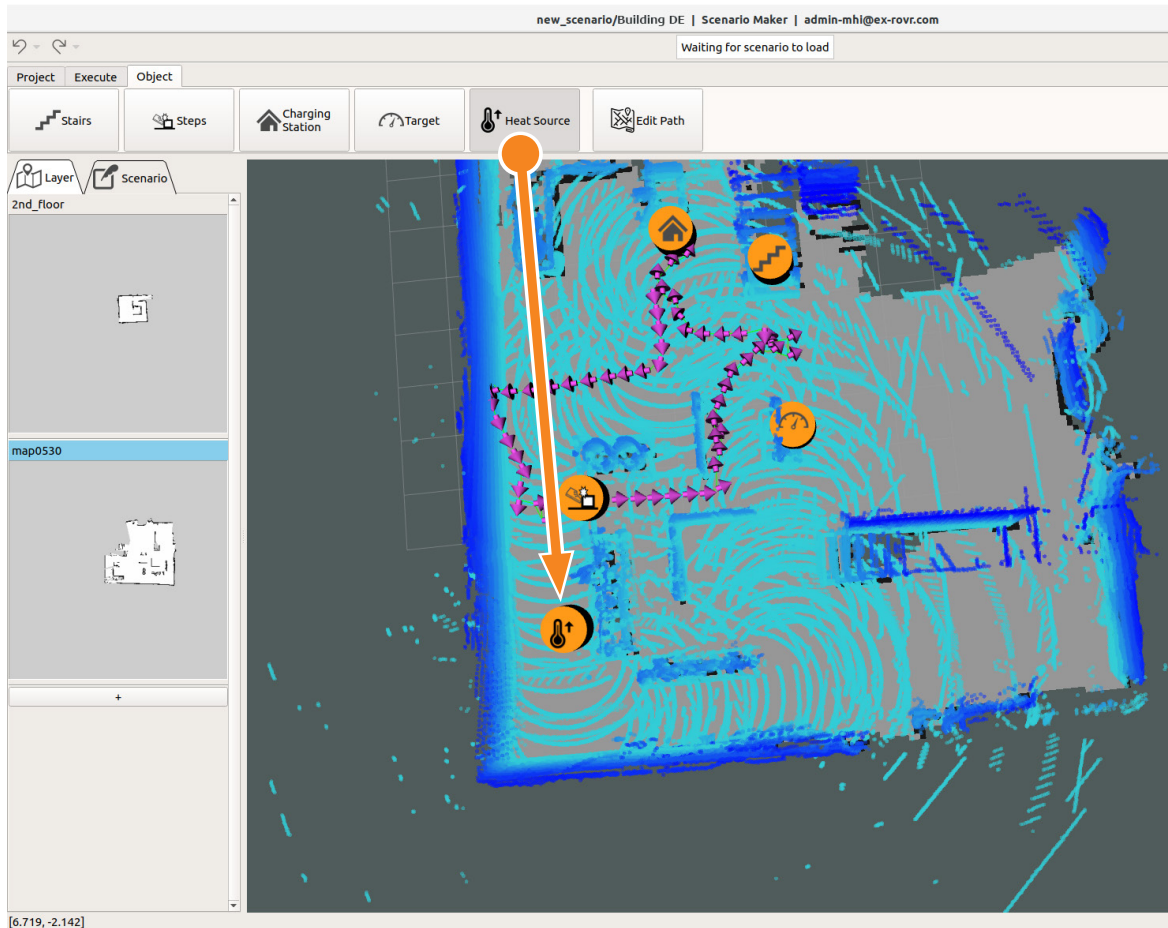 new_scenario/Building DE | Scenario Maker | admin-mhi@ex-rovr.com
Waiting for scenario to load
Project Execute Object
Stairs
Steps
Charging
Station
Target
Heat Source
Edit Path
Layer
Scenario
2nd_floor
map0530
+
[6.719, -2.142]